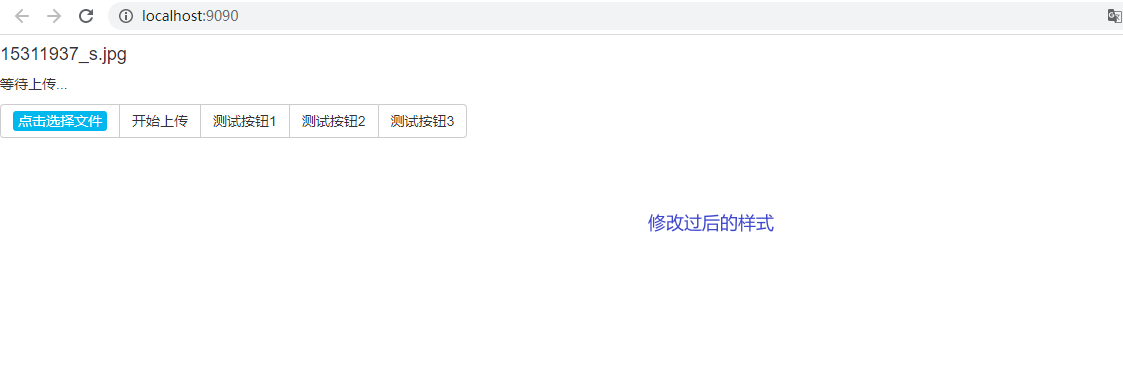 localhost:9090
15311937_s.jpg
等待上传...
点击选择文件 开始上传 测试按钮1 测试按钮2 测试按钮3
修改过后的样式